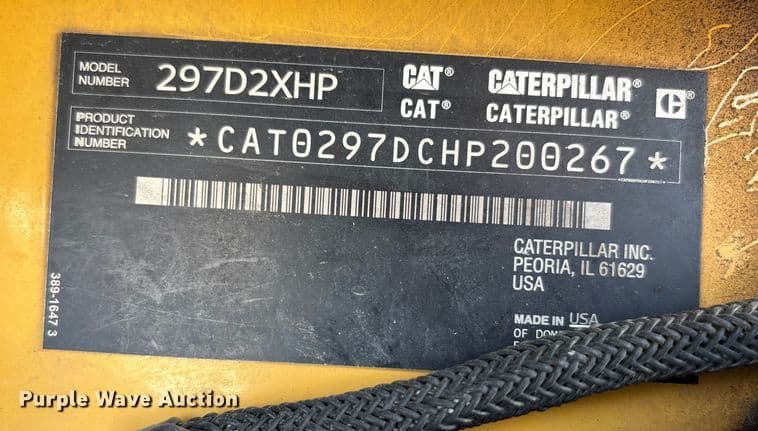 MODEL NUMBER 297D2XHP
CAT® CATERPILLAR®
CAT® CATERPILLAR®
PRODUCT IDENTIFICATION NUMBER *CAT0297DCHP200267*
CATERPILLAR INC.
PEORIA, IL 61629
USA
MADE IN USA
OF
389-1647 3
Purple Wave Auction